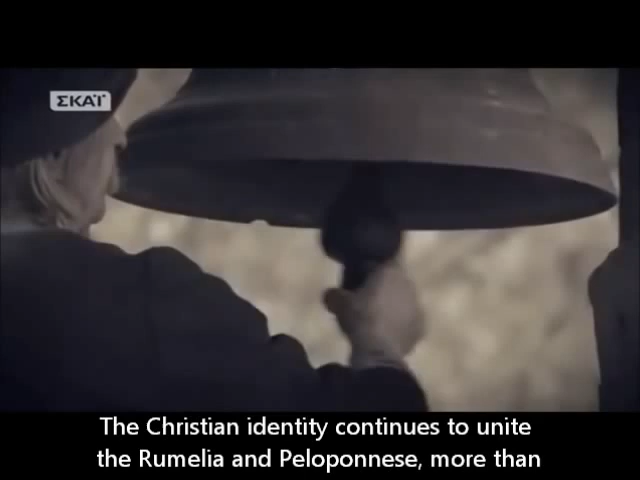 ΣΚΑΪ
The Christian identity continues to unite
the Rumelia and Peloponnese, more than